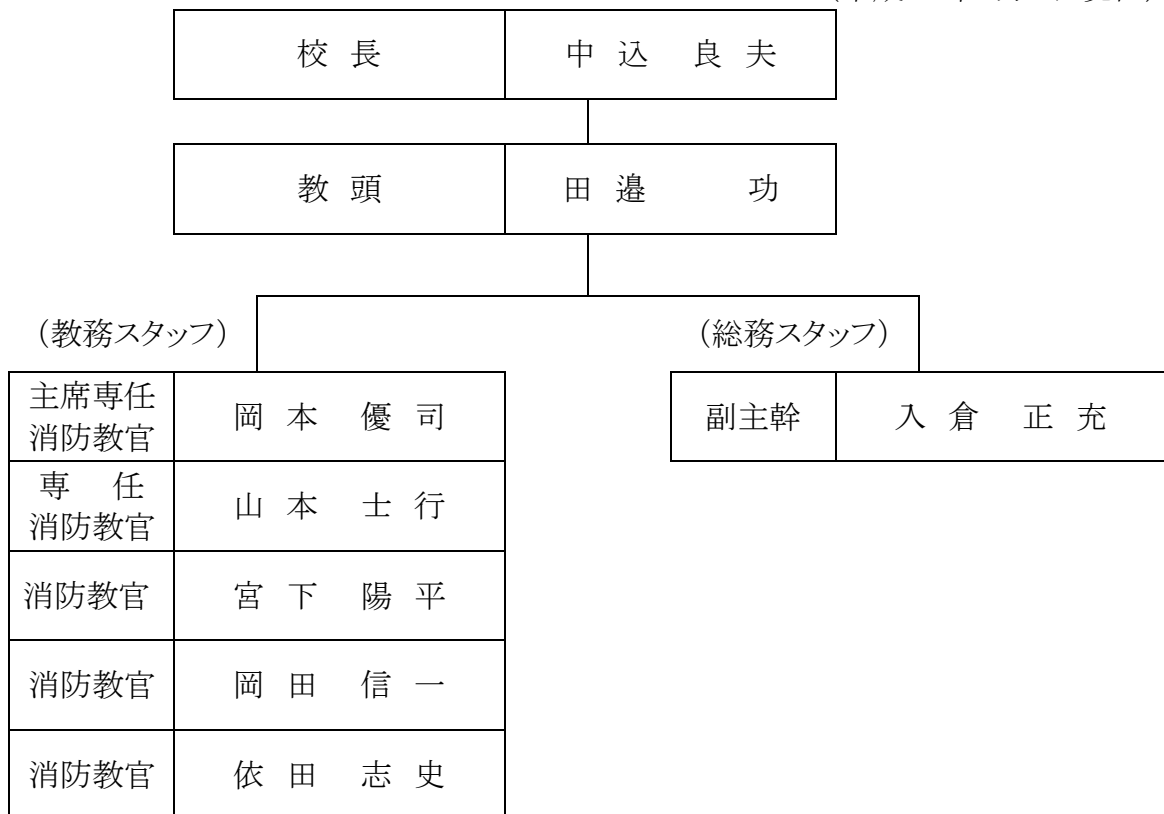 校 長 中 込 良 夫
教 頭 田 邉 功
（教務スタッフ） （総務スタッフ）
主席専任
消防教官 岡 本 優 司
副主幹 入 倉 正 充
専 任
消防教官 山 本 士 行
消防教官 宮 下 陽 平
消防教官 岡 田 信 一
消防教官 依 田 志 史